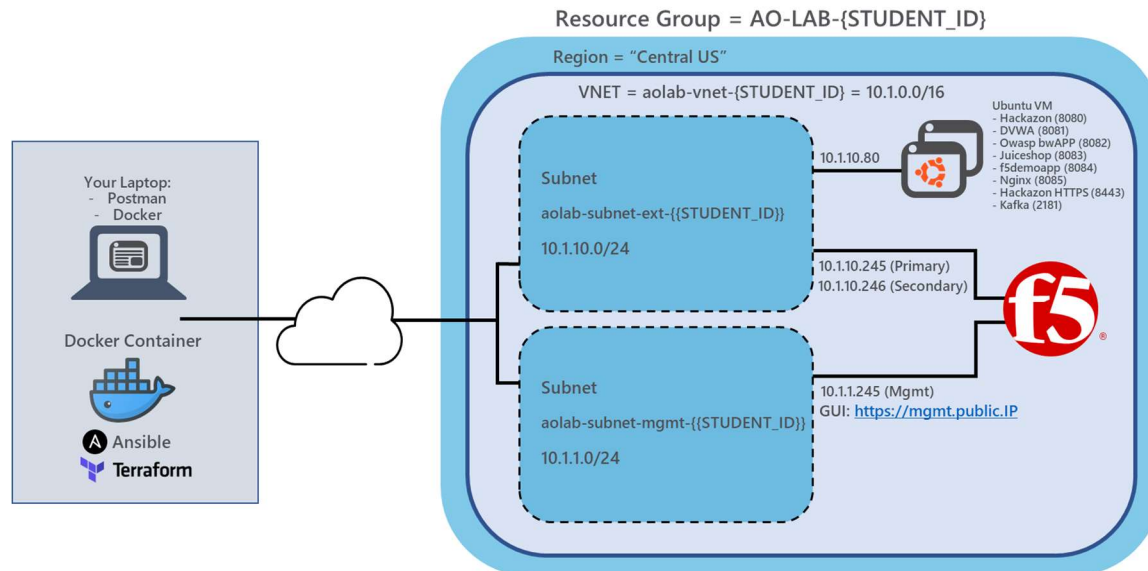 Resource Group = AO-LAB-{STUDENT_ID}
Region = “Central US”
VNET = aolab-vnet-{STUDENT_ID} = 10.1.0.0/16
Your Laptop:
- Postman
- Docker
Docker Container
Ansible
Terraform
Subnet
aolab-subnet-ext-{{STUDENT_ID}}
10.1.10.0/24
Subnet
aolab-subnet-mgmt-{{STUDENT_ID}}
10.1.1.0/24
10.1.10.80
Ubuntu VM
- Hackazon (8080)
- DVWA (8081)
- Owasp bwAPP (8082)
- Juiceshop (8083)
- f5demoapp (8084)
- Nginx (8085)
- Hackazon HTTPS (8443)
- Kafka (2181)
10.1.10.245 (Primary)
10.1.10.246 (Secondary)
f5
®
10.1.1.245 (Mgmt)
GUI: https://mgmt.public.IP